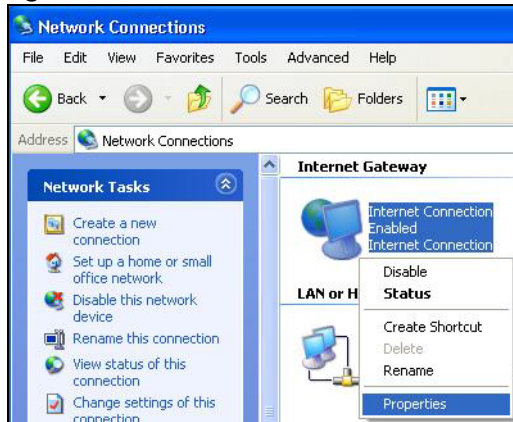 Network Connections
File Edit View Favorites Tools Advanced Help
Back Search Folders
Address Network Connections
Network Tasks
Create a new
connection
Set up a home or small
office network
Disable this network
device
Rename this connection
View status of this
connection
Change settings of this
connection
Internet Gateway
Internet Connection
Enabled
Internet Connection
LAN or H
Disable
Status
Create Shortcut
Delete
Rename
Properties